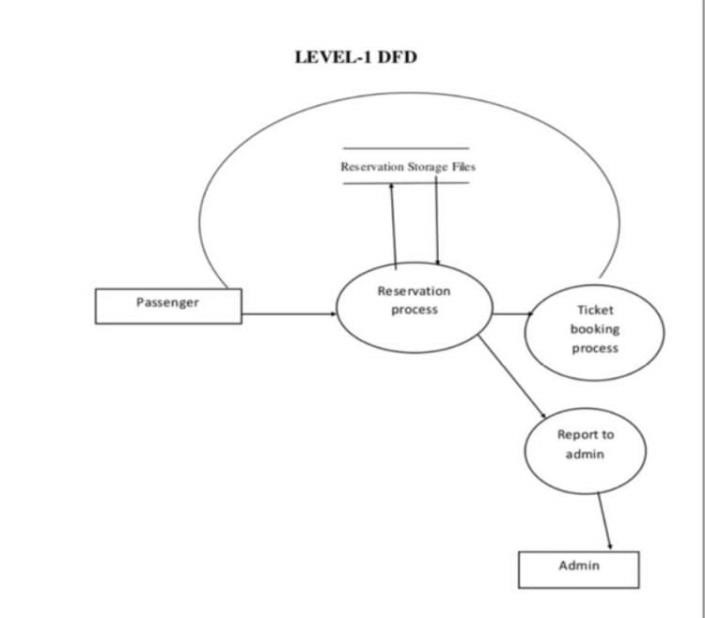 LEVEL-1 DFD
Reservation Storage Files
Passenger
Reservation
process
Ticket
booking
process
Report to
admin
Admin